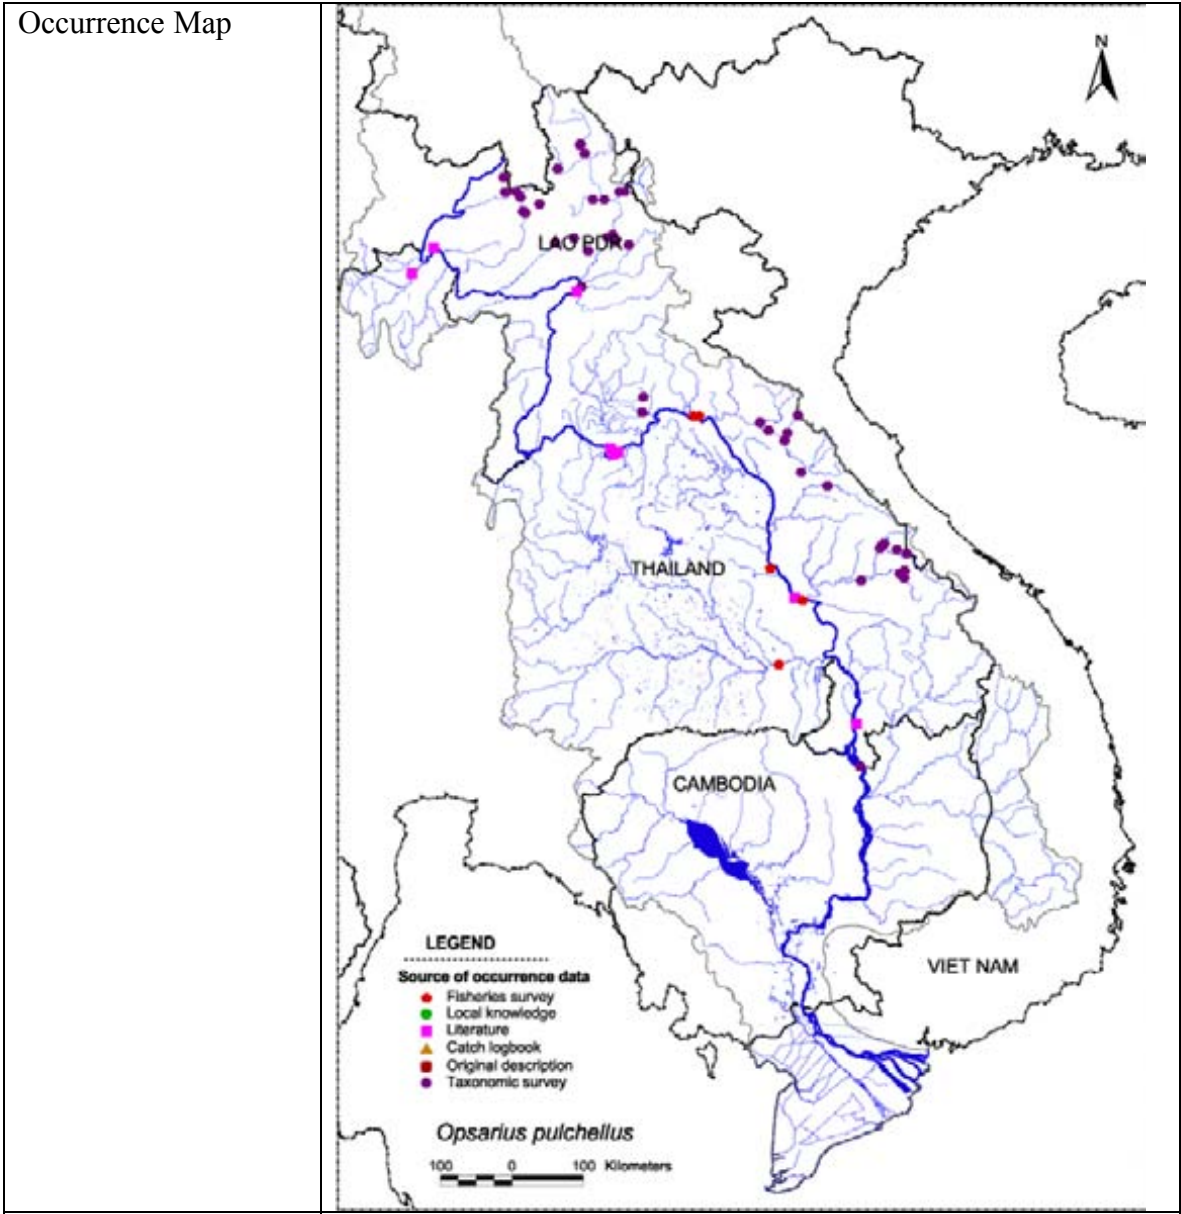 Occurrence Map
N
LAO PDR
THAILAND
CAMBODIA
VIET NAM
LEGEND
Source of occurrence data
Fisheries survey
Local knowledge
Literature
Catch logbook
Original description
Taxonomic survey
Opsarius pulchellus
100 0 100 Kilometers